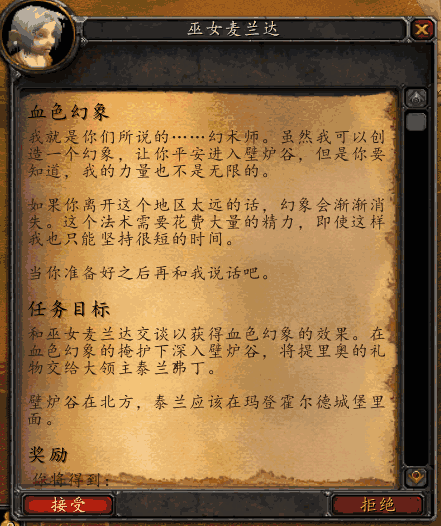 巫女麦兰达
血色幻象
我就是你们所说的……幻术师。虽然我可以创
造一个幻象，让你平安进入壁炉谷，但是你要
知道，我的力量也不是无限的。
如果你离开这个地区太远的话，幻象会渐渐消
失。这个法术需要花费大量的精力，即使这样
我也只能坚持很短的时间。
当你准备好之后再和我说话吧。
任务目标
和巫女麦兰达交谈以获得血色幻象的效果。在
血色幻象的掩护下深入壁炉谷，将提里奥的礼
物交给大领主泰兰弗丁。
壁炉谷在北方，泰兰应该在玛登霍尔德城堡里
面。
奖励
你将得到：
接受
拒绝